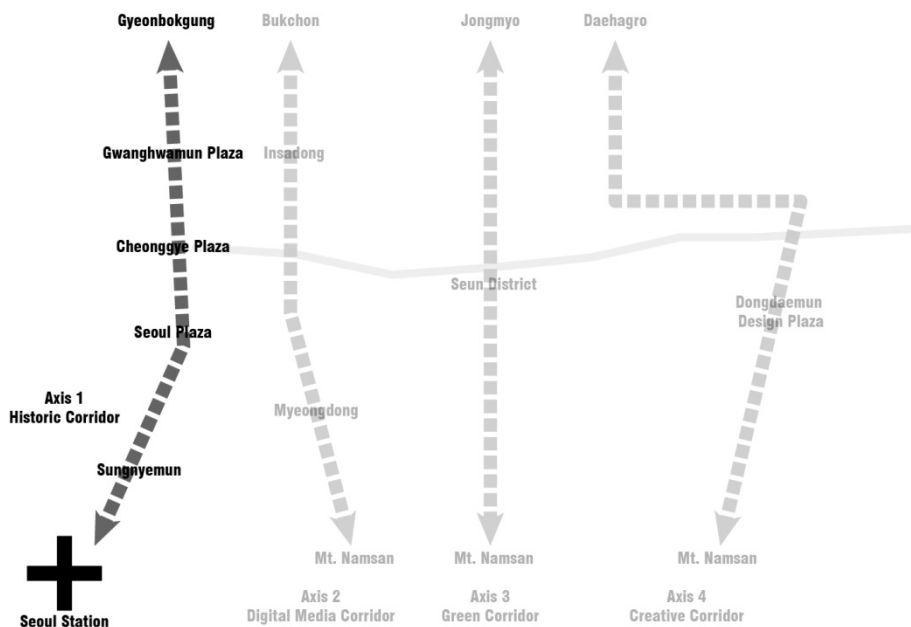 Gyeonbokgung
Bukchon
Jongmyo
Daehagro
Gwanghwamun Plaza
Insadong
Cheonggye Plaza
Seun District
Dongdaemun
Design Plaza
Seoul Plaza
Axis 1
Historic Corridor
Myeongdong
Sungnyemun
Mt. Namsan
Mt. Namsan
Mt. Namsan
Axis 2
Digital Media Corridor
Axis 3
Green Corridor
Axis 4
Creative Corridor
Seoul Station